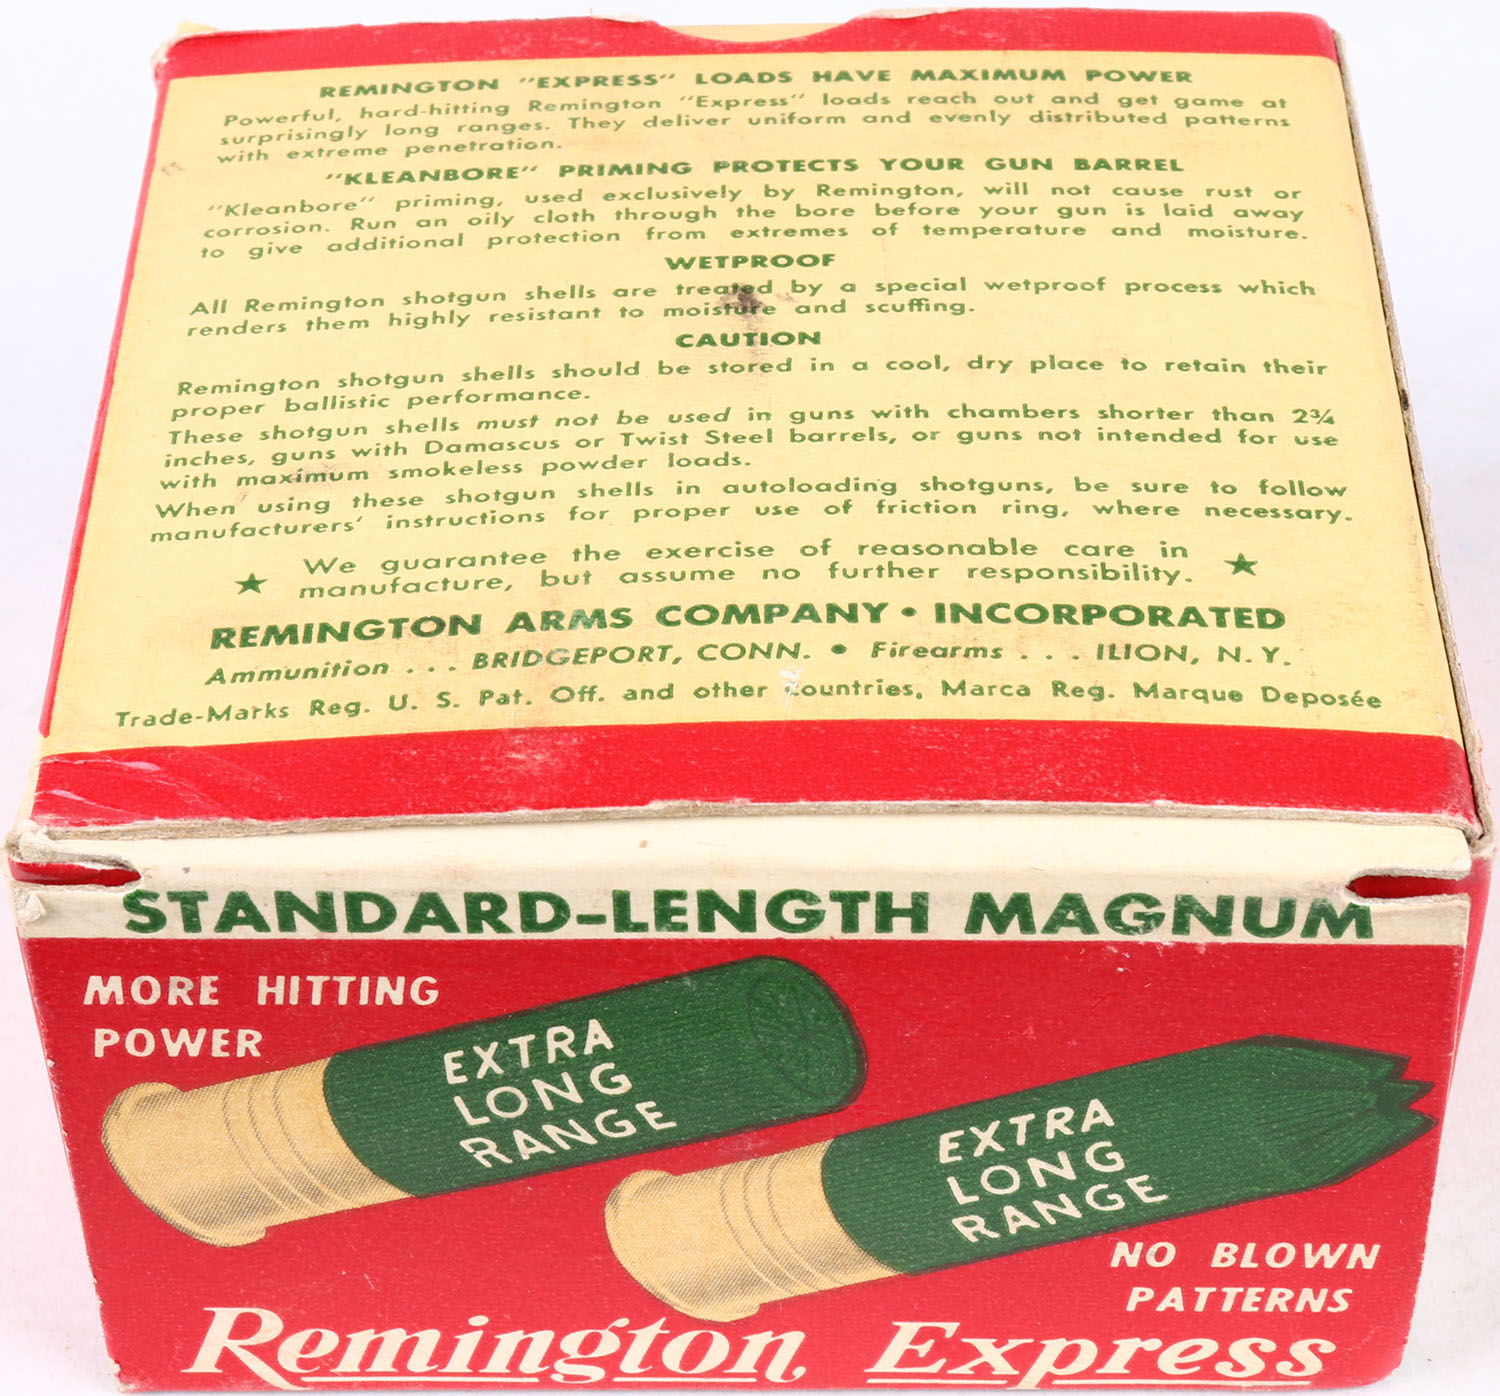 REMINGTON "EXPRESS" LOADS HAVE MAXIMUM POWER
Powerful, hard-hitting Remington "Express" loads reach out and get game at
surprisingly long ranges. They deliver uniform and evenly distributed patterns
with extreme penetration.
"KLEANBORE" PRIMING PROTECTS YOUR GUN BARREL
"Kleanbore" priming, used exclusively by Remington, will not cause rust or
corrosion. Run an oily cloth through the bore before your gun is laid away
to give additional protection from extremes of temperature and moisture.
WETPROOF
All Remington shotgun shells are treated by a special wetproof process which
renders them highly resistant to moisture and scuffing.
CAUTION
Remington shotgun shells should be stored in a cool, dry place to retain their
proper ballistic performance.
These shotgun shells must not be used in guns with chambers shorter than 2¾
inches, guns with Damascus or Twist Steel barrels, or guns not intended for use
with maximum smokeless powder loads.
When using these shotgun shells in autoloading shotguns, be sure to follow
manufacturers' instructions for proper use of friction ring, where necessary.
★ We guarantee the exercise of reasonable care in ★
manufacture, but assume no further responsibility.
REMINGTON ARMS COMPANY • INCORPORATED
Ammunition . . . BRIDGEPORT, CONN. • Firearms . . . ILION, N. Y.
Trade-Marks Reg. U. S. Pat. Off. and other Countries, Marca Reg. Marque Deposée
STANDARD-LENGTH MAGNUM
MORE HITTING
POWER
EXTRA
LONG
RANGE
EXTRA
LONG
RANGE
NO BLOWN
PATTERNS
Remington Express